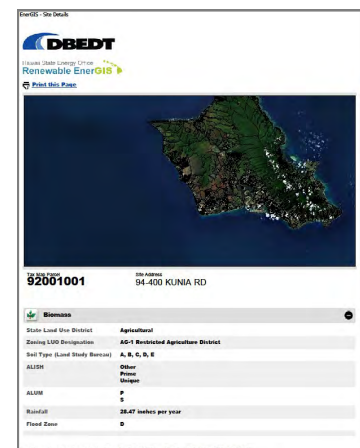 EnerGIS - Site Details
DBEDT
Hawaii State Energy Office
Renewable EnerGIS
Print this Page
Tax Map Parcel
92001001
Site Address
94-400 KUNIA RD
Biomass
State Land Use District Agricultural
Zoning LUO Designation AG-1 Restricted Agriculture District
Soil Type (Land Study Bureau) A, B, C, D, E
ALISH Other
Prime
Unique
ALUM P
S
Rainfall 28.47 inches per year
Flood Zone D